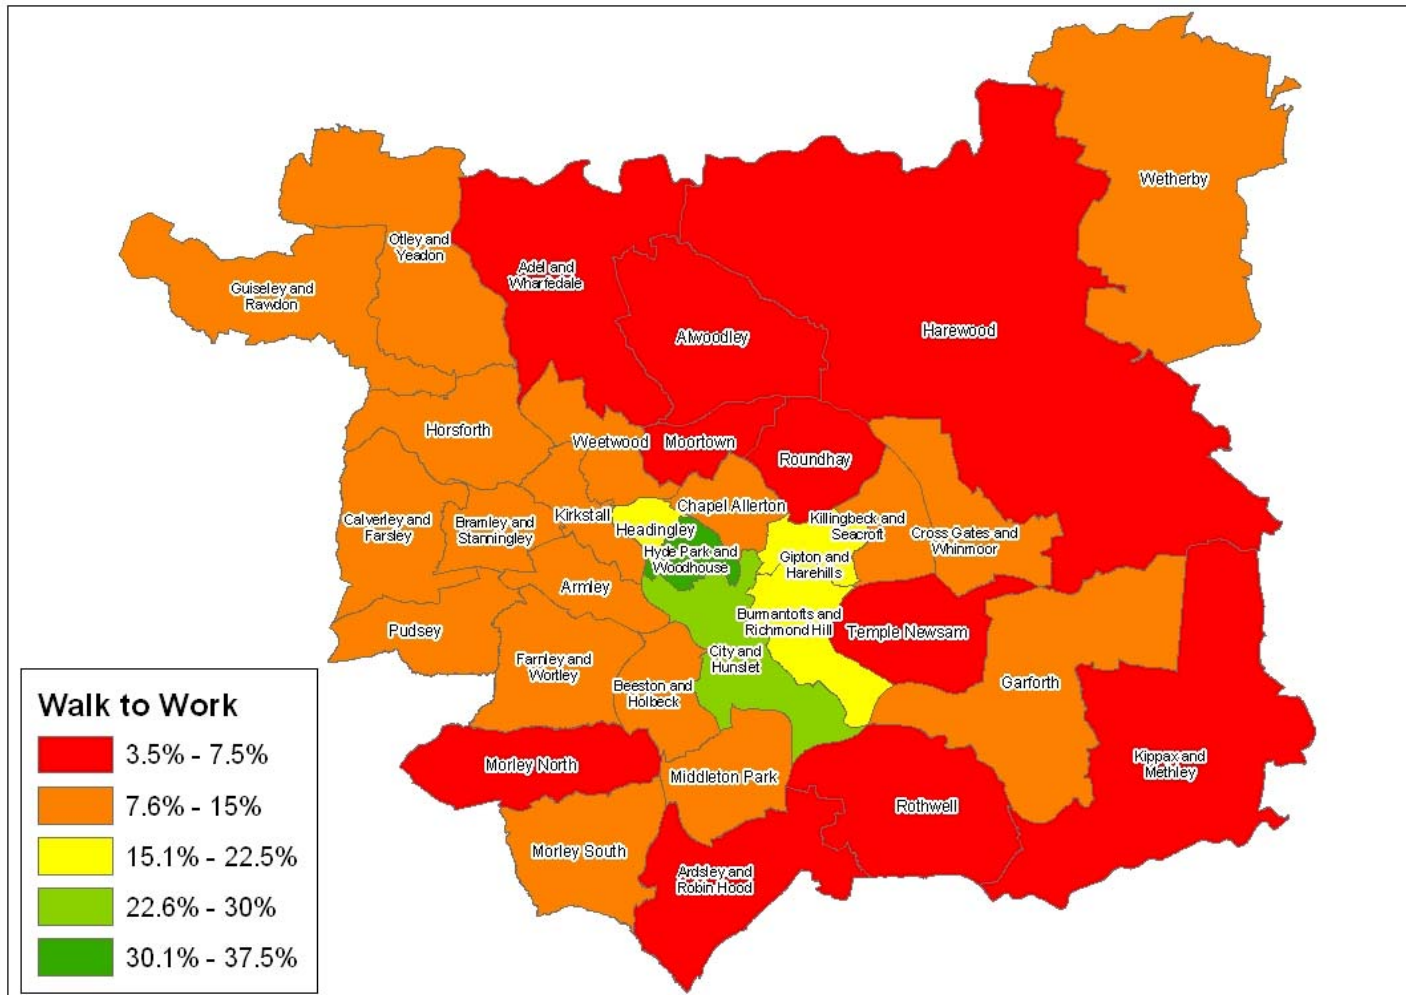 Wetherby
Otley and
Yeadon
Adel and
Wharfedale
Guiseley and
Rawdon
Alwoodley
Harewood
Horsforth
Weetwood
Moortown
Roundhay
Chapel Allerton
Calverley and
Farsley
Bramley and
Stanningley
Kirkstall
Headingley
Killingbeck and
Seacroft
Cross Gates and
Whinmoor
Hyde Park and
Woodhouse
Gipton and
Harehills
Armley
Burmantofts and
Richmond Hill
Temple Newsam
Pudsey
City and
Hunslet
Farnley and
Wortley
Beeston and
Holbeck
Garforth
Morley North
Middleton Park
Kippax and
Methley
Rothwell
Morley South
Ardsley and
Robin Hood
Walk to Work
3.5% - 7.5%
7.6% - 15%
15.1% - 22.5%
22.6% - 30%
30.1% - 37.5%